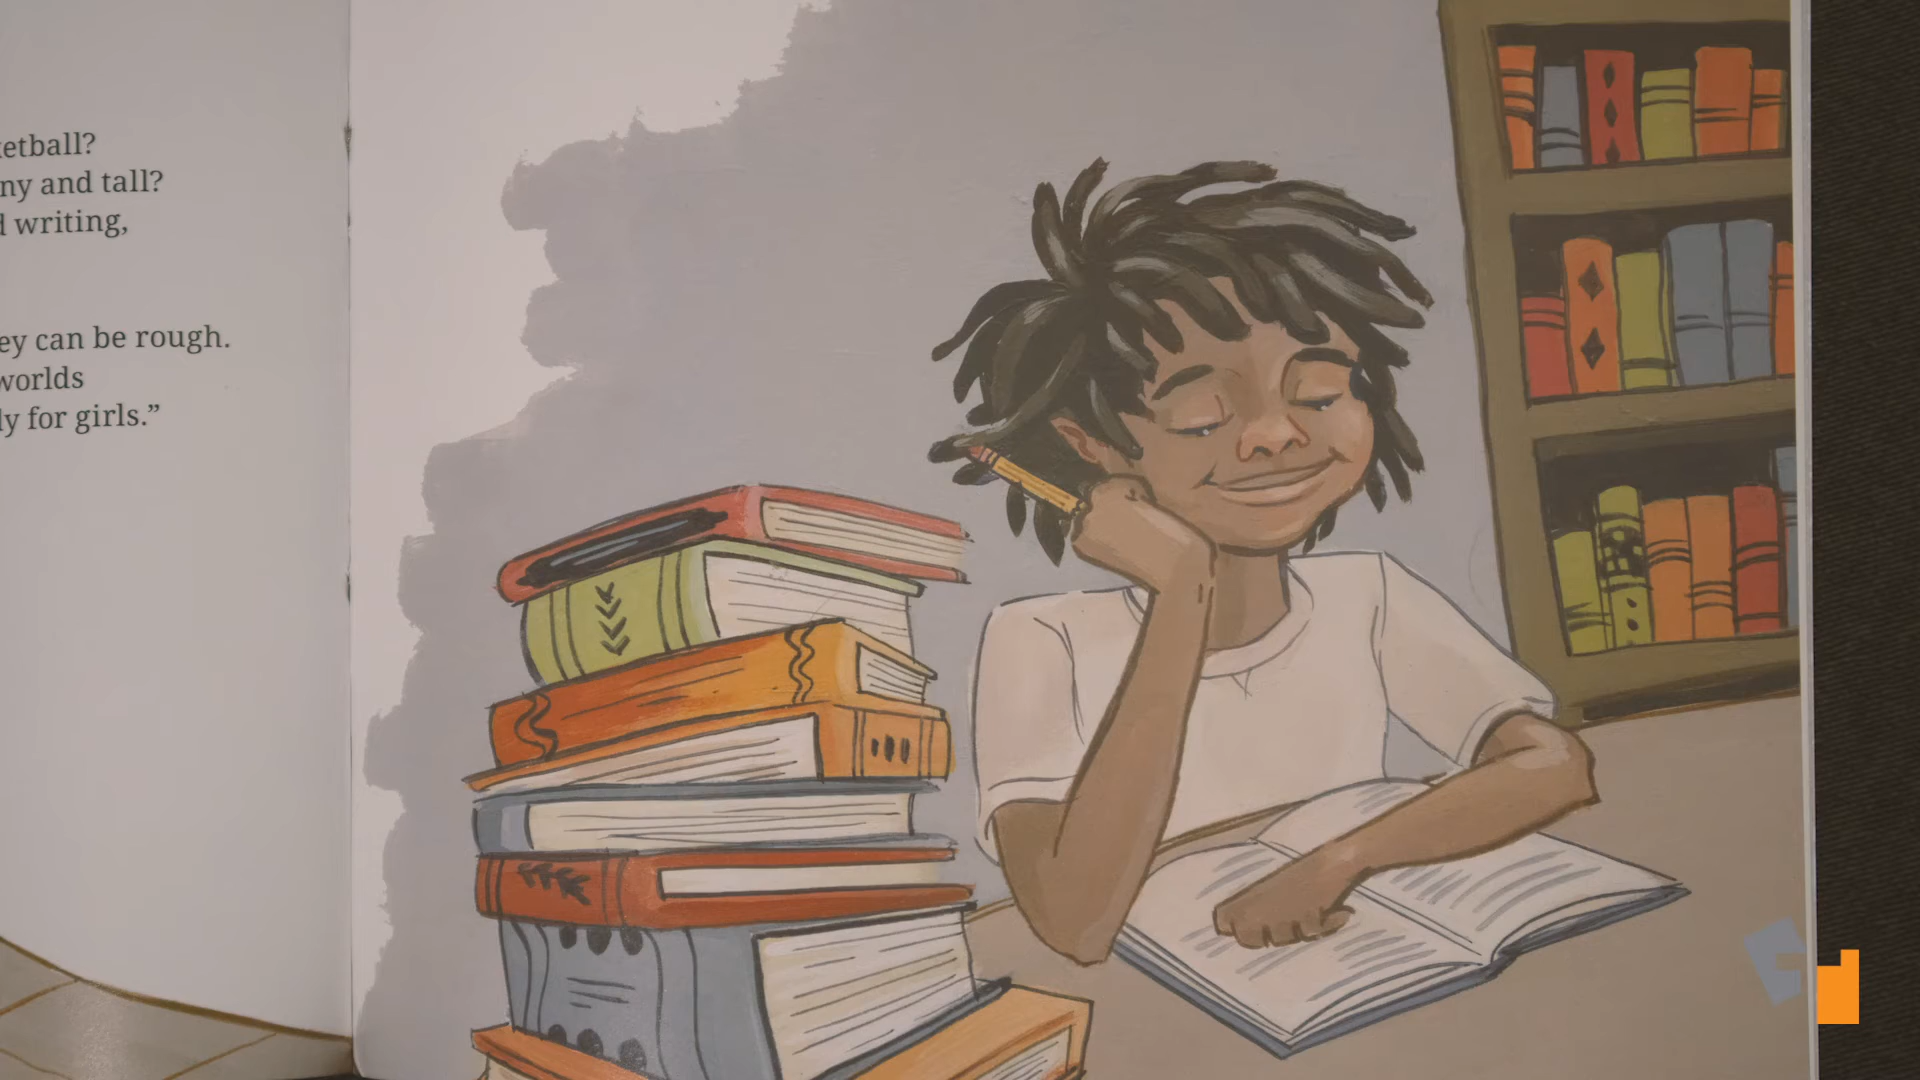 etball?
ny and tall?
writing,
ey can be rough.
worlds
ly for girls.”